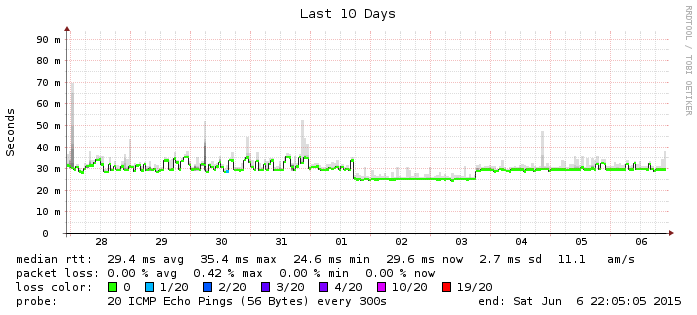 Last 10 Days
RRDTOOL / TOBI OETIKER
Seconds
90 m
80 m
70 m
60 m
50 m
40 m
30 m
20 m
10 m
0
28 29 30 31 01 02 03 04 05 06
median rtt: 29.4 ms avg 35.4 ms max 24.6 ms min 29.6 ms now 2.7 ms sd 11.1 am/s
packet loss: 0.00 % avg 0.42 % max 0.00 % min 0.00 % now
loss color: 0 1/20 2/20 3/20 4/20 10/20 19/20
probe: 20 ICMP Echo Pings (56 Bytes) every 300s end: Sat Jun 6 22:05:05 2015